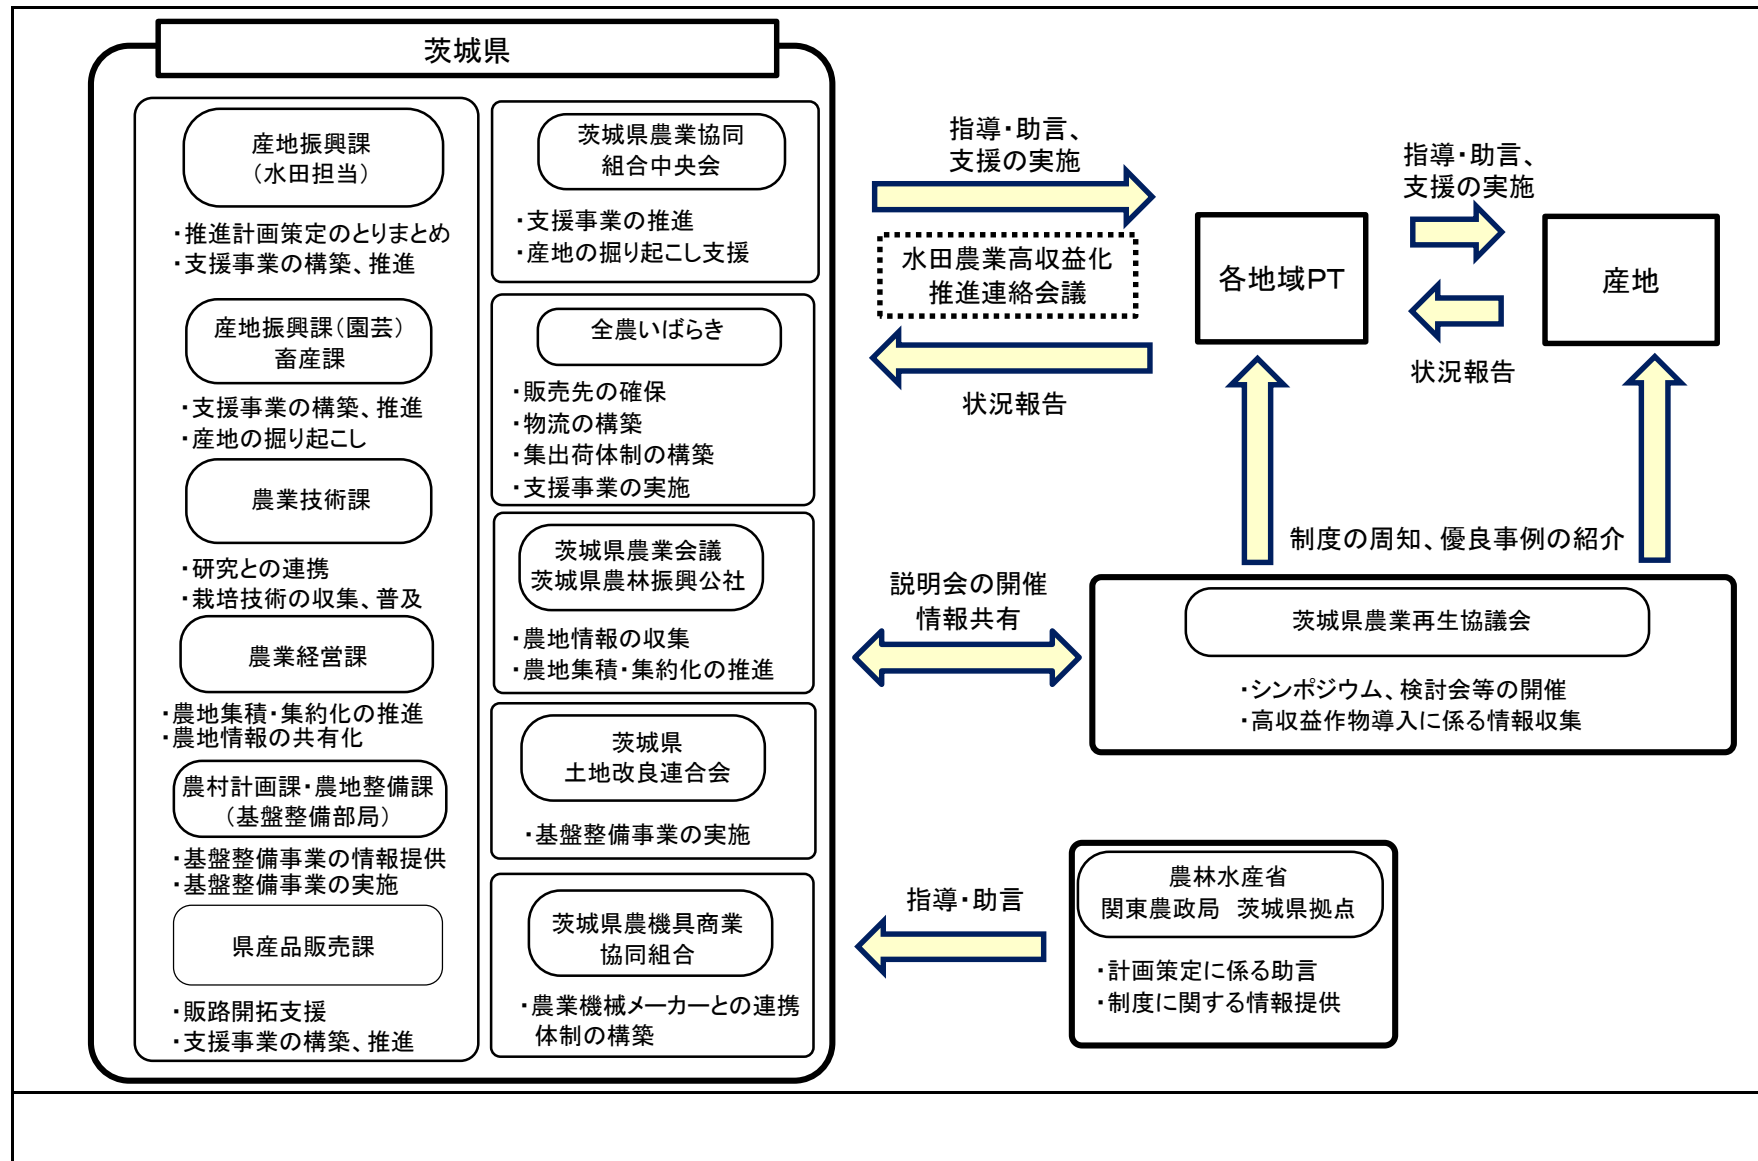 茨城県
産地振興課
（水田担当）
・推進計画策定のとりまとめ
・支援事業の構築、推進
産地振興課（園芸）
畜産課
・支援事業の構築、推進
・産地の掘り起こし
農業技術課
・研究との連携
・栽培技術の収集、普及
農業経営課
・農地集積・集約化の推進
・農地情報の共有化
農村計画課・農地整備課
（基盤整備部局）
・基盤整備事業の情報提供
・基盤整備事業の実施
県産品販売課
・販路開拓支援
・支援事業の構築、推進
茨城県農業協同
組合中央会
・支援事業の推進
・産地の掘り起こし支援
全農いばらき
・販売先の確保
・物流の構築
・集出荷体制の構築
・支援事業の実施
茨城県農業会議
茨城県農林振興公社
・農地情報の収集
・農地集積・集約化の推進
茨城県
土地改良連合会
・基盤整備事業の実施
茨城県農機具商業
協同組合
・農業機械メーカーとの連携
体制の構築
指導・助言、
支援の実施
水田農業高収益化
推進連絡会議
状況報告
各地域PT
指導・助言、
支援の実施
状況報告
産地
制度の周知、優良事例の紹介
説明会の開催
情報共有
茨城県農業再生協議会
・シンポジウム、検討会等の開催
・高収益作物導入に係る情報収集
指導・助言
農林水産省
関東農政局　茨城県拠点
・計画策定に係る助言
・制度に関する情報提供